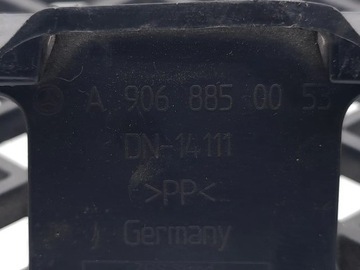 A 906 885 00 53
DN-14111
>PP<
Germany